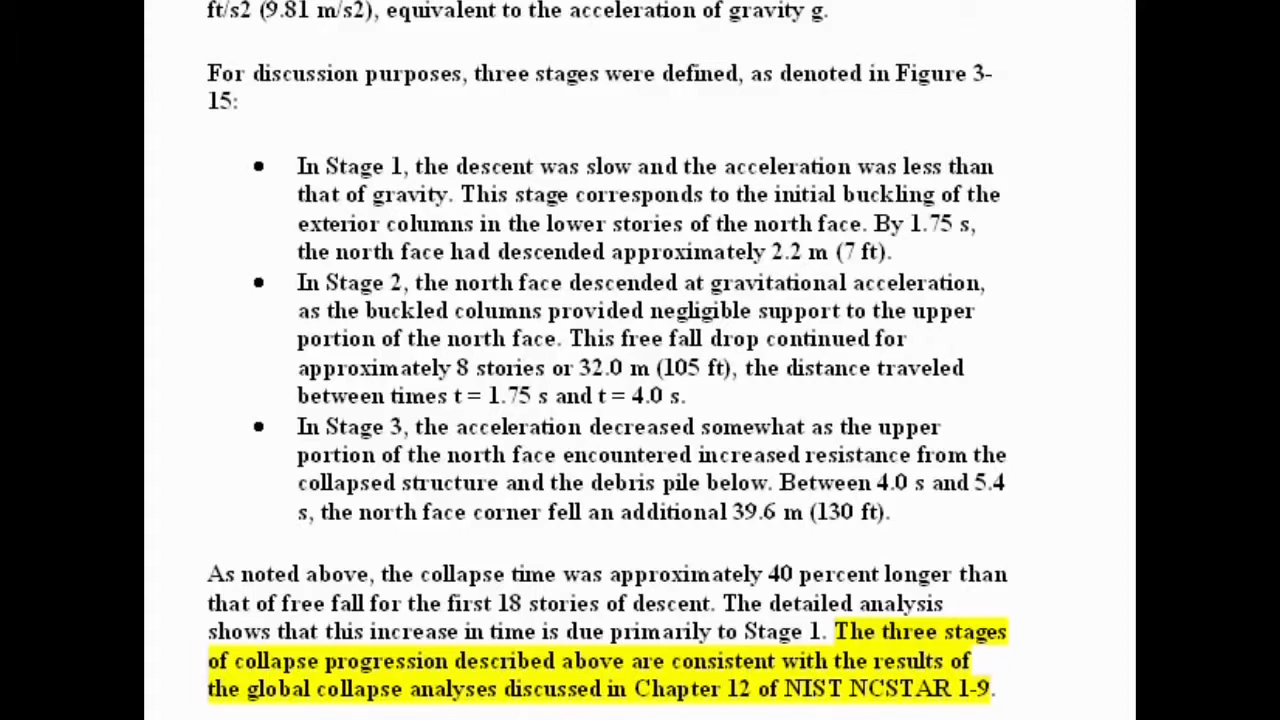 ft/s2 (9.81 m/s2), equivalent to the acceleration of gravity g.
For discussion purposes, three stages were defined, as denoted in Figure 3-
15:
• In Stage 1, the descent was slow and the acceleration was less than
that of gravity. This stage corresponds to the initial buckling of the
exterior columns in the lower stories of the north face. By 1.75 s,
the north face had descended approximately 2.2 m (7 ft).
• In Stage 2, the north face descended at gravitational acceleration,
as the buckled columns provided negligible support to the upper
portion of the north face. This free fall drop continued for
approximately 8 stories or 32.0 m (105 ft), the distance traveled
between times t = 1.75 s and t = 4.0 s.
• In Stage 3, the acceleration decreased somewhat as the upper
portion of the north face encountered increased resistance from the
collapsed structure and the debris pile below. Between 4.0 s and 5.4
s, the north face corner fell an additional 39.6 m (130 ft).
As noted above, the collapse time was approximately 40 percent longer than
that of free fall for the first 18 stories of descent. The detailed analysis
shows that this increase in time is due primarily to Stage 1. The three stages
of collapse progression described above are consistent with the results of
the global collapse analyses discussed in Chapter 12 of NIST NCSTAR 1-9.